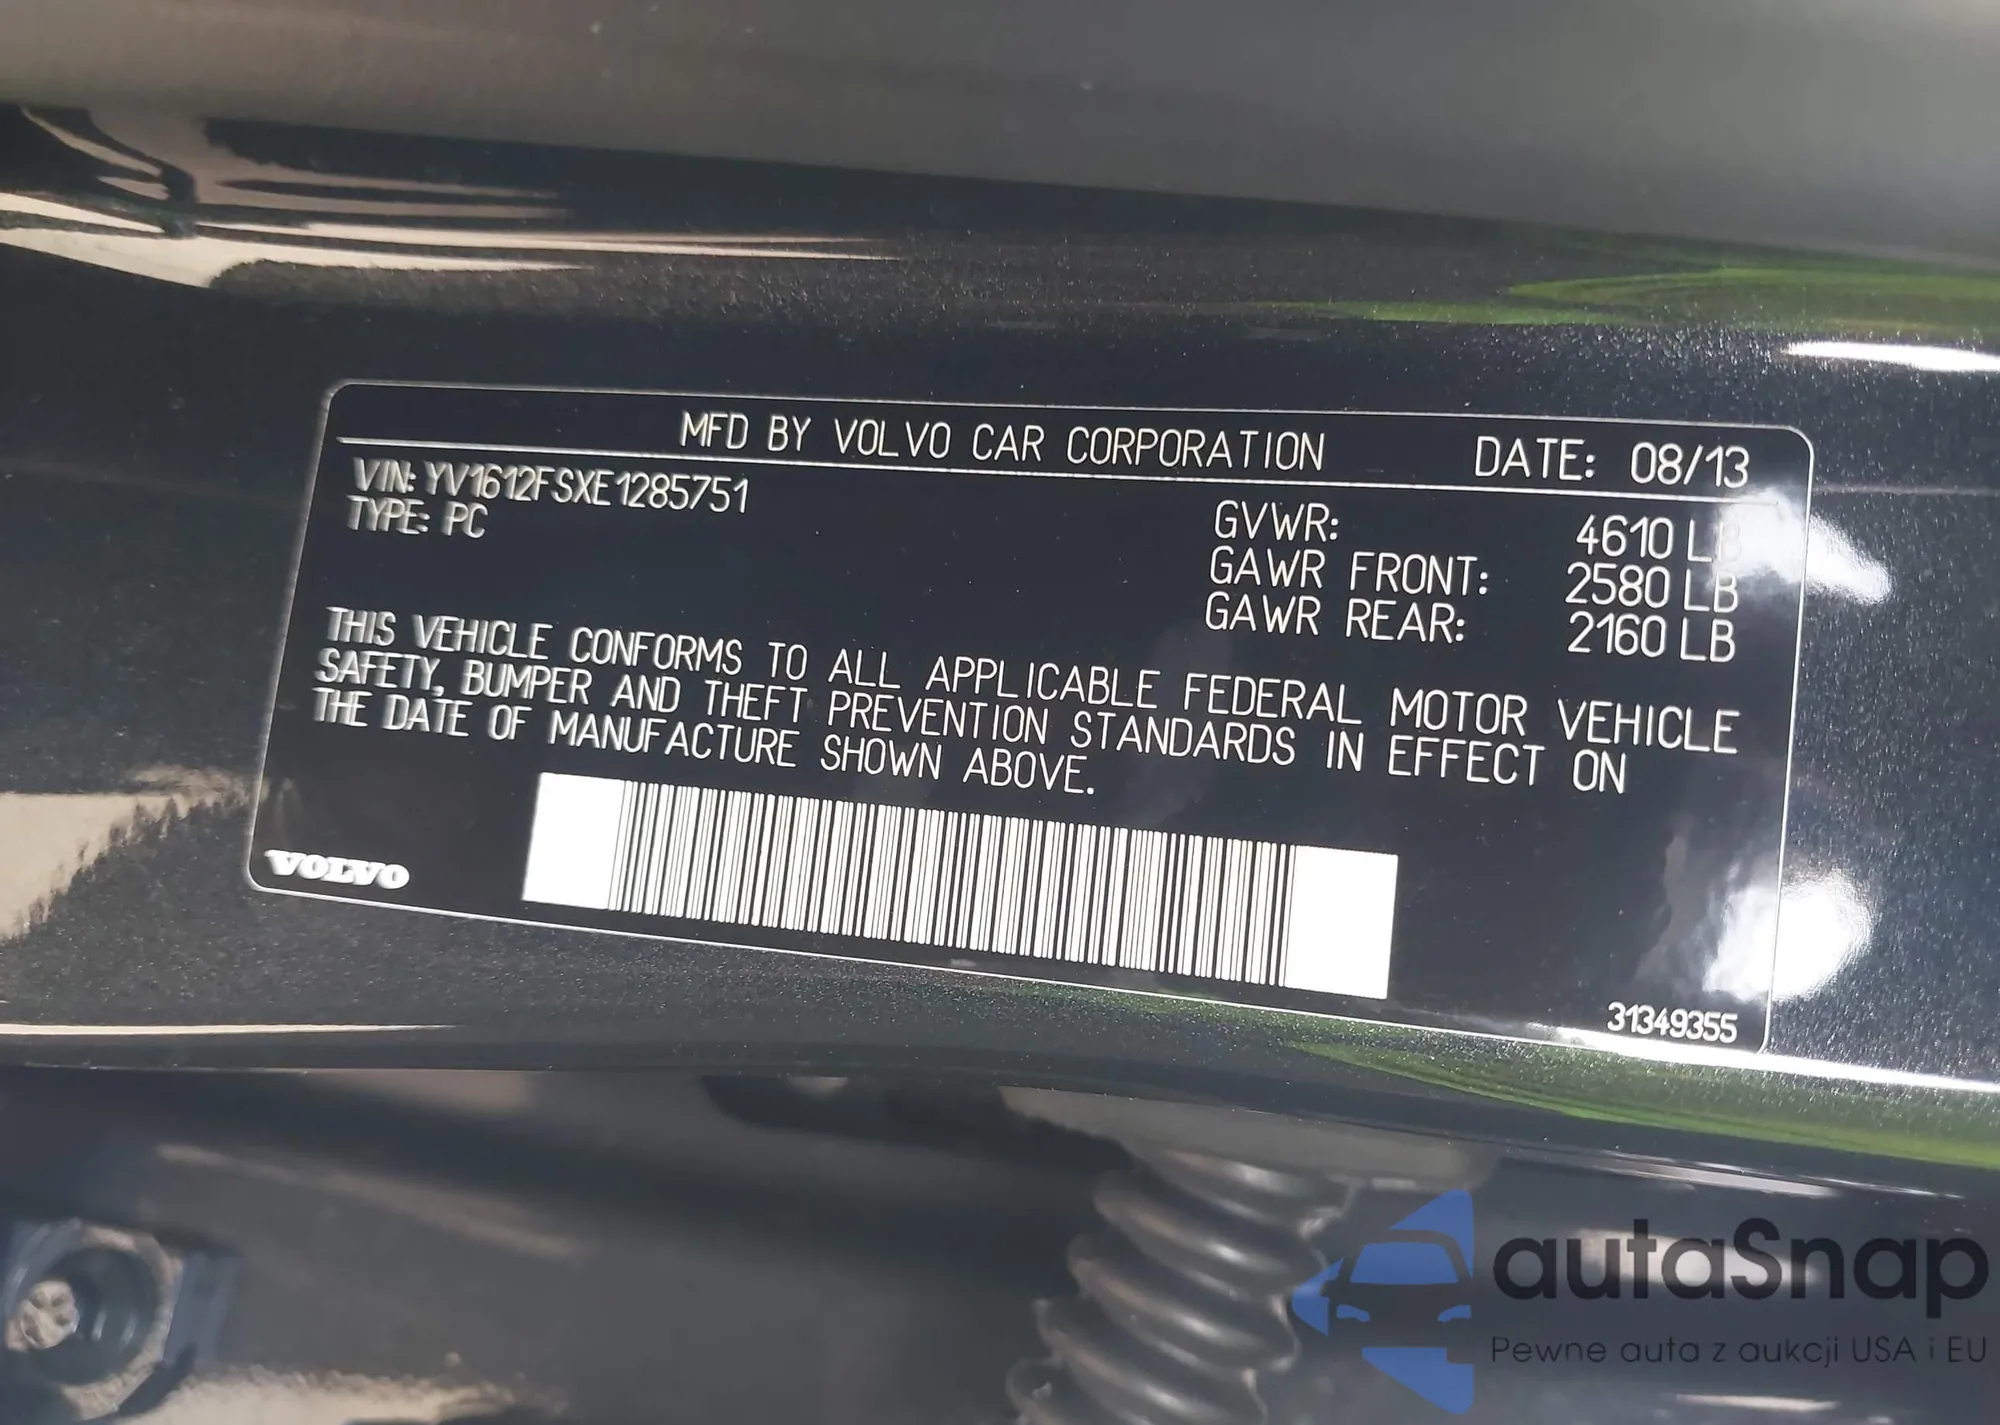 MFD BY VOLVO CAR CORPORATION DATE: 08/13
VIN: YV1612FSXE1285751
TYPE: PC
GVWR: 4610 LB
GAWR FRONT: 2580 LB
GAWR REAR: 2160 LB
THIS VEHICLE CONFORMS TO ALL APPLICABLE FEDERAL MOTOR VEHICLE
SAFETY, BUMPER AND THEFT PREVENTION STANDARDS IN EFFECT ON
THE DATE OF MANUFACTURE SHOWN ABOVE.
VOLVO
31349355
autaSnap
Pewne auta z aukcji USA i EU